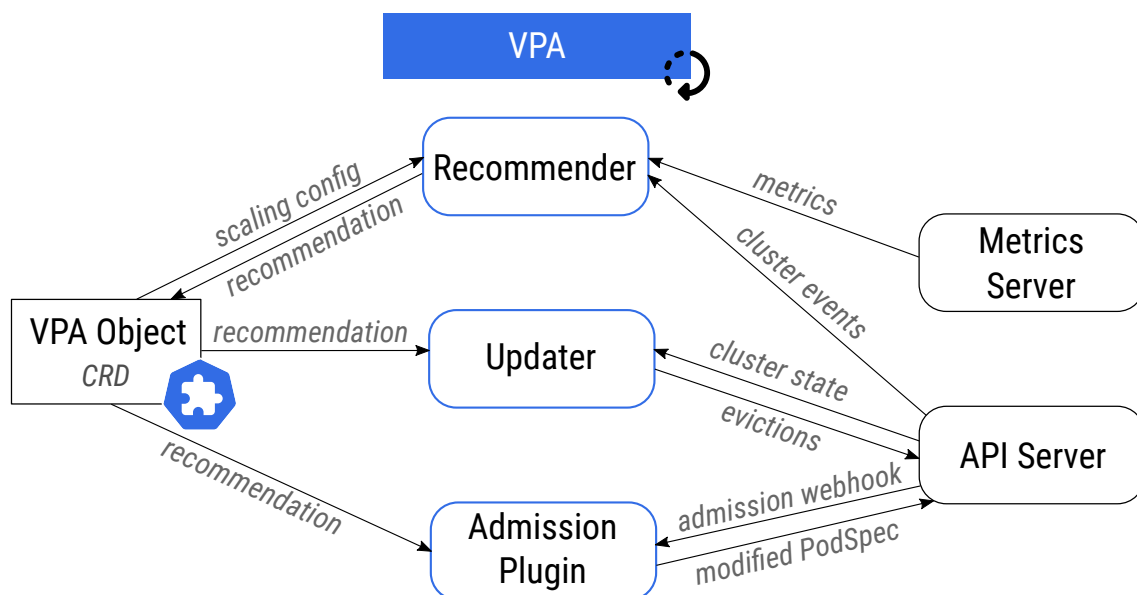 VPA
Recommender
scaling config
recommendation
metrics
Metrics
Server
cluster events
VPA Object
CRD
recommendation
Updater
cluster state
evictions
API Server
recommendation
Admission
Plugin
admission webhook
modified PodSpec